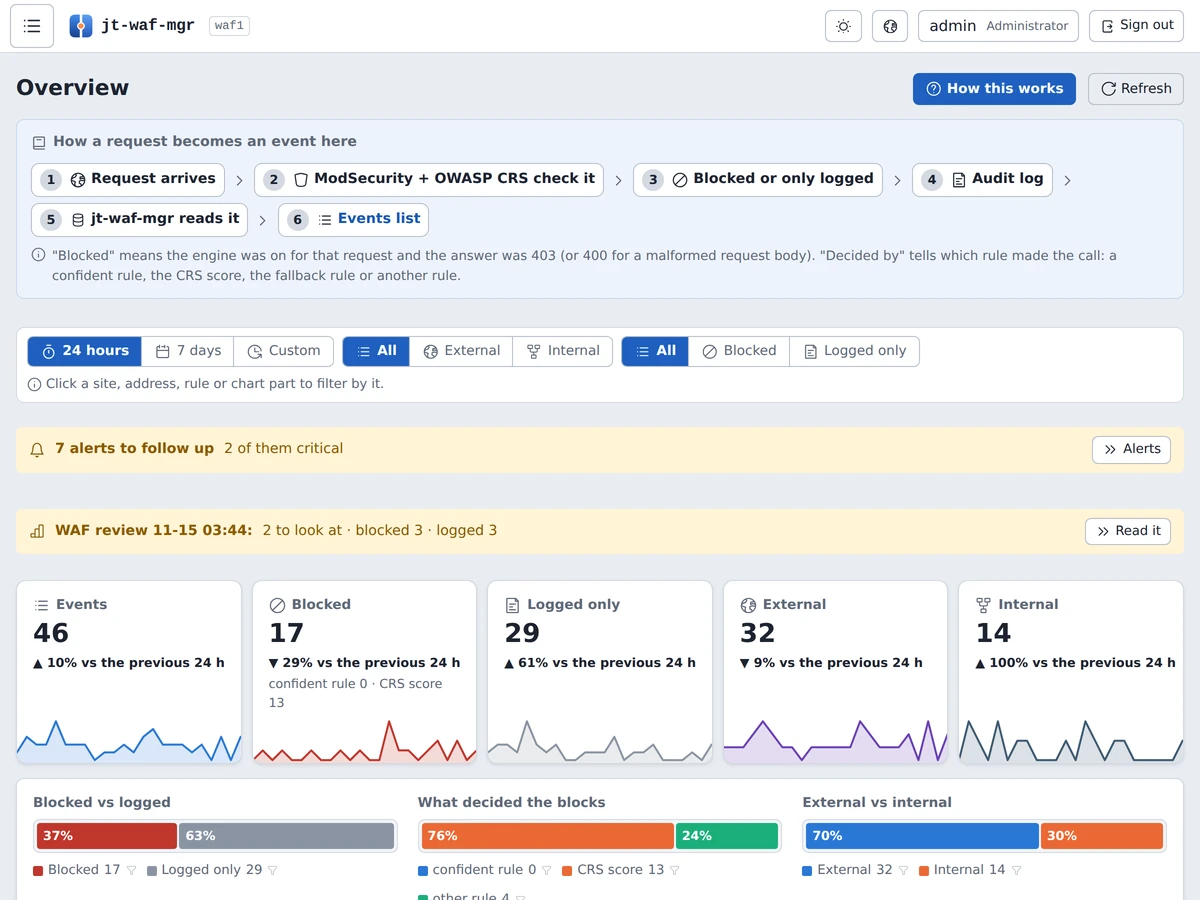 jt-waf-mgr waf1 admin Administrator Sign out
Overview How this works Refresh
How a request becomes an event here
1 Request arrives 2 ModSecurity + OWASP CRS check it 3 Blocked or only logged 4 Audit log
5 jt-waf-mgr reads it 6 Events list
"Blocked" means the engine was on for that request and the answer was 403 (or 400 for a malformed request body). "Decided by" tells which rule made the call: a
confident rule, the CRS score, the fallback rule or another rule.
24 hours 7 days Custom All External Internal All Blocked Logged only
Click a site, address, rule or chart part to filter by it.
7 alerts to follow up 2 of them critical Alerts
WAF review 11-15 03:44: 2 to look at · blocked 3 · logged 3 Read it
Events Blocked Logged only External Internal
46 17 29 32 14
▲ 10% vs the previous 24 h ▼ 29% vs the previous 24 h ▲ 61% vs the previous 24 h ▼ 9% vs the previous 24 h ▲ 100% vs the previous 24 h
confident rule 0 · CRS score
13
Blocked vs logged What decided the blocks External vs internal
37% 63% 76% 24% 70% 30%
Blocked 17 Logged only 29 confident rule 0 CRS score 13 External 32 Internal 14
other rule 4